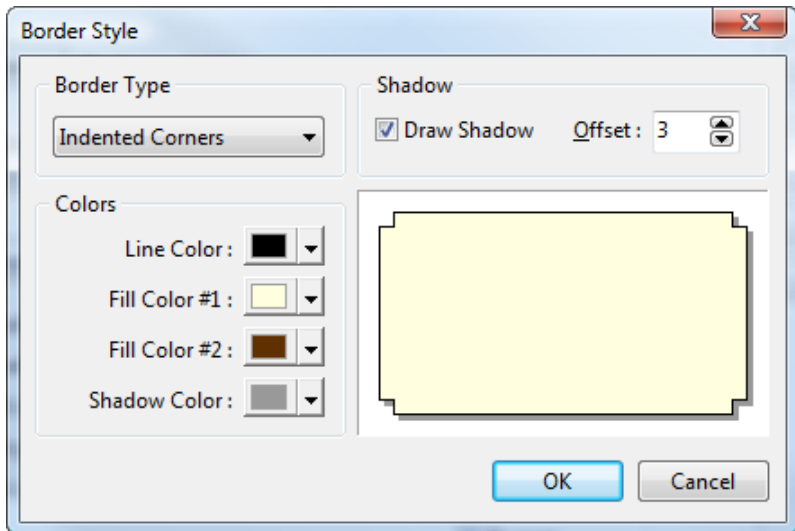 Border Style
Border Type
Indented Corners
Shadow
Draw Shadow Offset : 3
Colors
Line Color :
Fill Color #1 :
Fill Color #2 :
Shadow Color :
OK Cancel